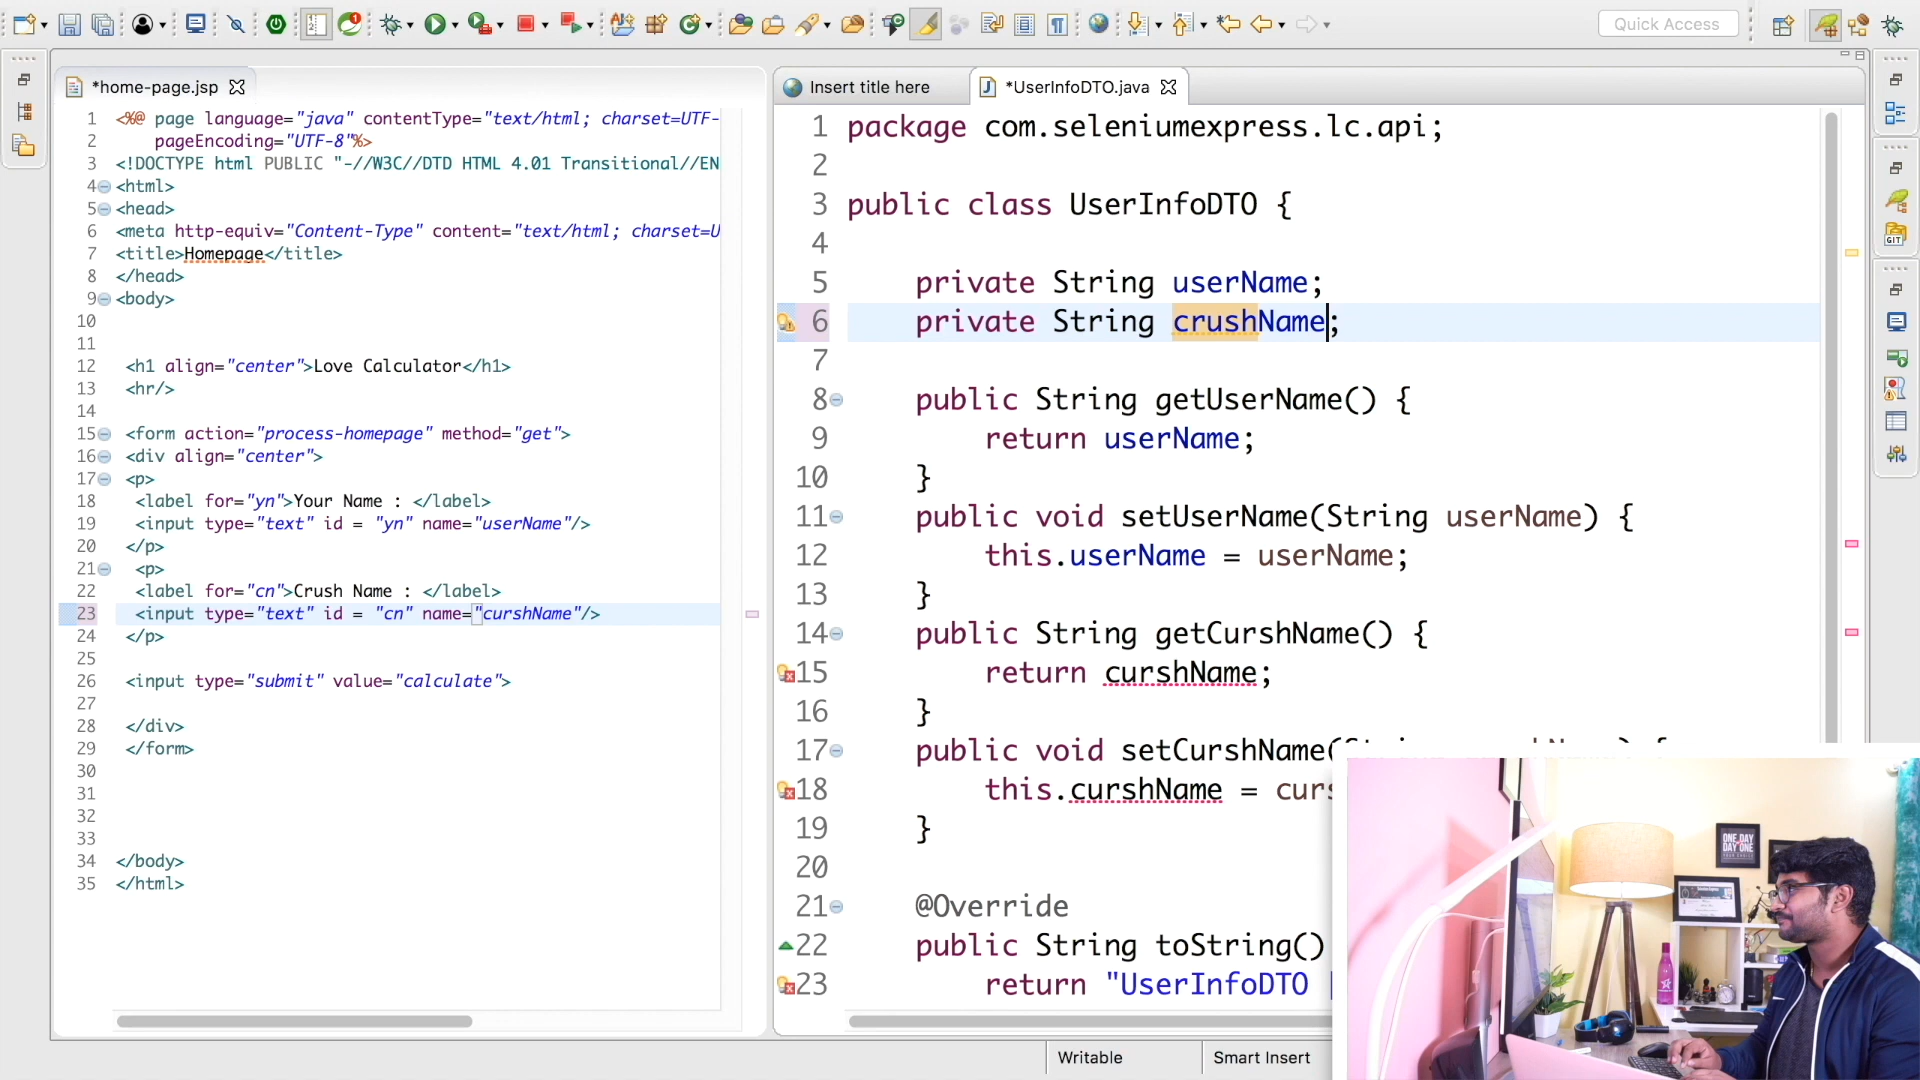 Quick Access
*home-page.jsp
1 <%@ page language="java" contentType="text/html; charset=UTF-
2 pageEncoding="UTF-8"%>
3 <!DOCTYPE html PUBLIC "-//W3C//DTD HTML 4.01 Transitional//EN
4 <html>
5 <head>
6 <meta http-equiv="Content-Type" content="text/html; charset=U
7 <title>Homepage</title>
8 </head>
9 <body>
10
11
12 <h1 align="center">Love Calculator</h1>
13 <hr/>
14
15 <form action="process-homepage" method="get">
16 <div align="center">
17 <p>
18 <label for="yn">Your Name : </label>
19 <input type="text" id = "yn" name="userName"/>
20 </p>
21 <p>
22 <label for="cn">Crush Name : </label>
23 <input type="text" id = "cn" name="curshName"/>
24 </p>
25
26 <input type="submit" value="calculate">
27
28 </div>
29 </form>
30
31
32
33
34 </body>
35 </html>
Insert title here
*UserInfoDTO.java
1 package com.seleniumexpress.lc.api;
2
3 public class UserInfoDTO {
4
5 private String userName;
6 private String crushName;
7
8 public String getUserName() {
9 return userName;
10 }
11 public void setUserName(String userName) {
12 this.userName = userName;
13 }
14 public String getCurshName() {
15 return curshName;
16 }
17 public void setCurshName(
18 this.curshName = curs
19 }
20
21 @Override
22 public String toString()
23 return "UserInfoDTO [
Writable
Smart Insert
ONE DAY
DAY ONE
GIT